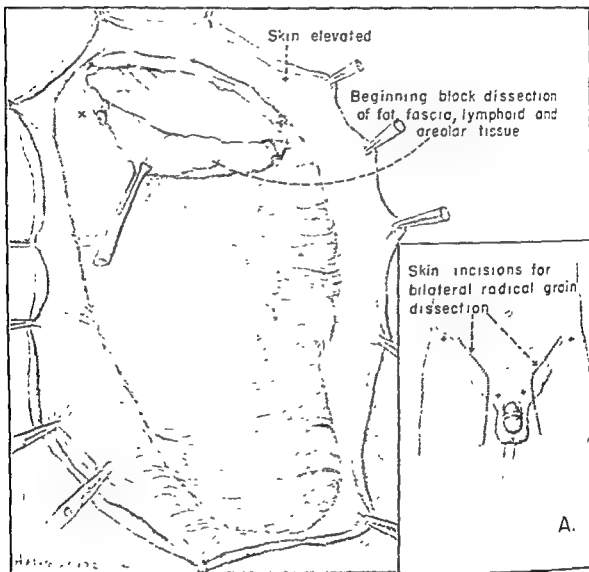 Skin elevated
Beginning block dissection
of fat, fascia, lymphoid and
areolar tissue
Skin incisions for
bilateral radical groin
dissection
A.